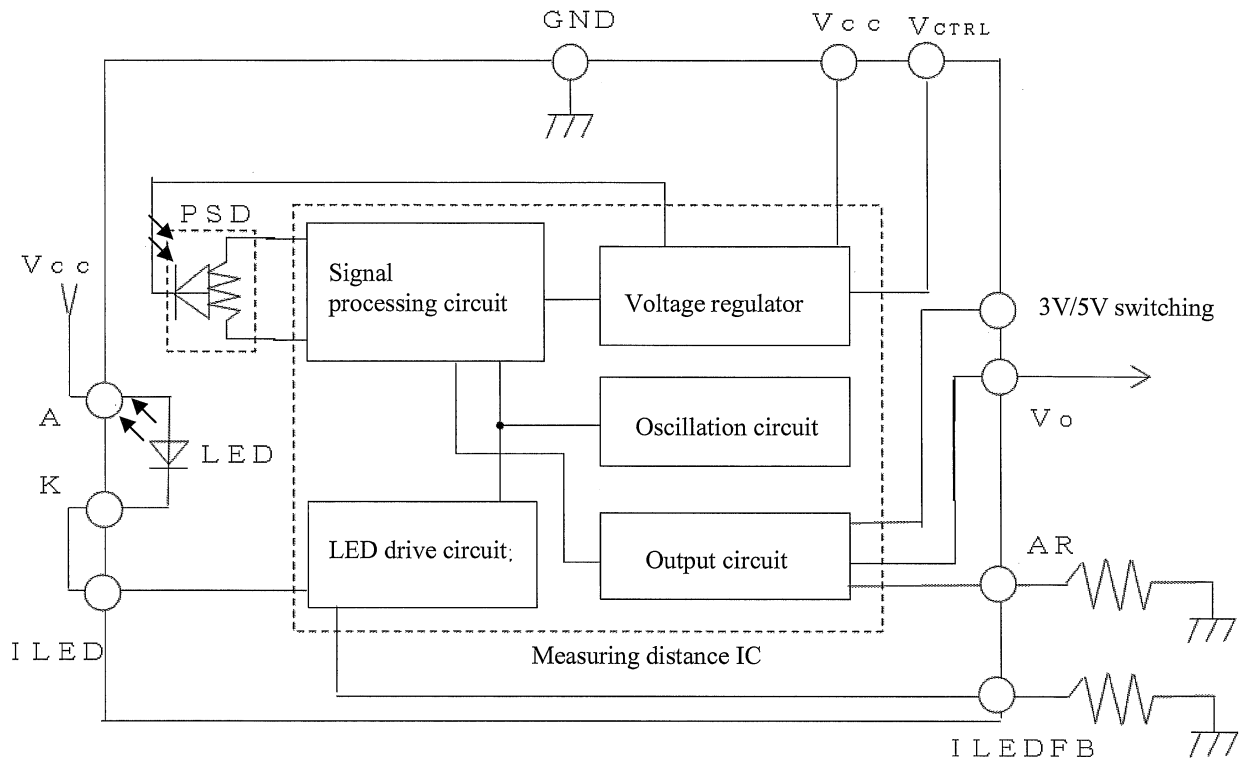 GND
Vcc
VCTRL
PSD
Vcc
Signal
processing circuit
Voltage regulator
3V/5V switching
A
Oscillation circuit
Vo
LED
K
LED drive circuit;
Output circuit
AR
ILED
Measuring distance IC
ILEDFB